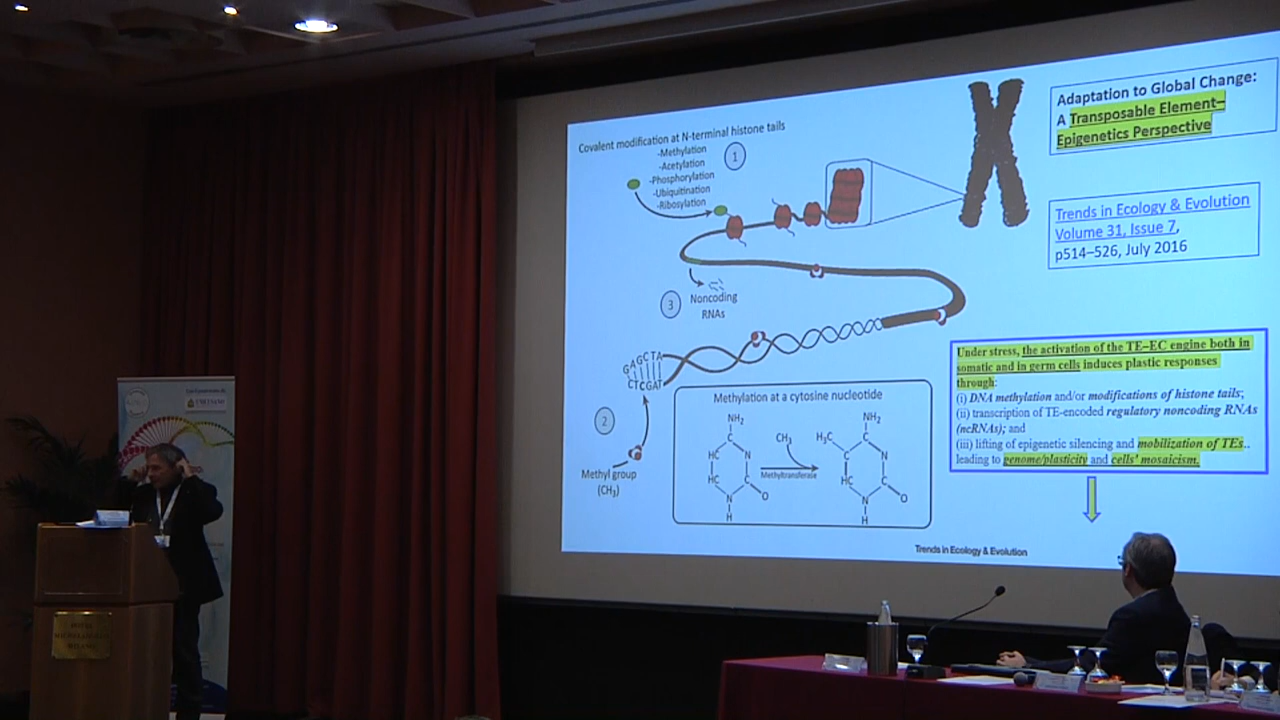 Covalent modification at N-terminal histone tails
-Methylation
-Acetylation
-Phosphorylation
-Ubiquitination
-Ribosylation
1
Adaptation to Global Change:
A Transposable Element–
Epigenetics Perspective
Trends in Ecology & Evolution
Volume 31, Issue 7,
p514–526, July 2016
3
Noncoding
RNAs
GAGCTA
CTCGAT
2
Methyl group
(CH3)
Methylation at a cytosine nucleotide
NH2
C
HC
N
HC
C
N
O
H
CH3
Methyltransferase
NH2
H3C
C
C
N
HC
C
N
O
H
Trends in Ecology & Evolution
Under stress, the activation of the TE–EC engine both in
somatic and in germ cells induces plastic responses
through:
(i) DNA methylation and/or modifications of histone tails;
(ii) transcription of TE-encoded regulatory noncoding RNAs
(ncRNAs); and
(iii) lifting of epigenetic silencing and mobilization of TEs..
leading to genome/plasticity and cells' mosaicism.